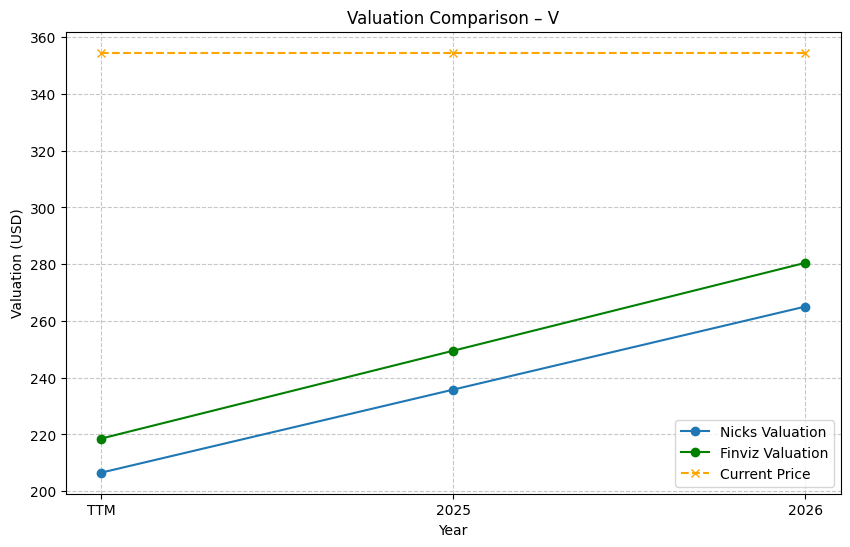 Valuation Comparison – V
Valuation (USD)
360
340
320
300
280
260
240
220
200
TTM
2025
2026
Year
Nicks Valuation
Finviz Valuation
Current Price